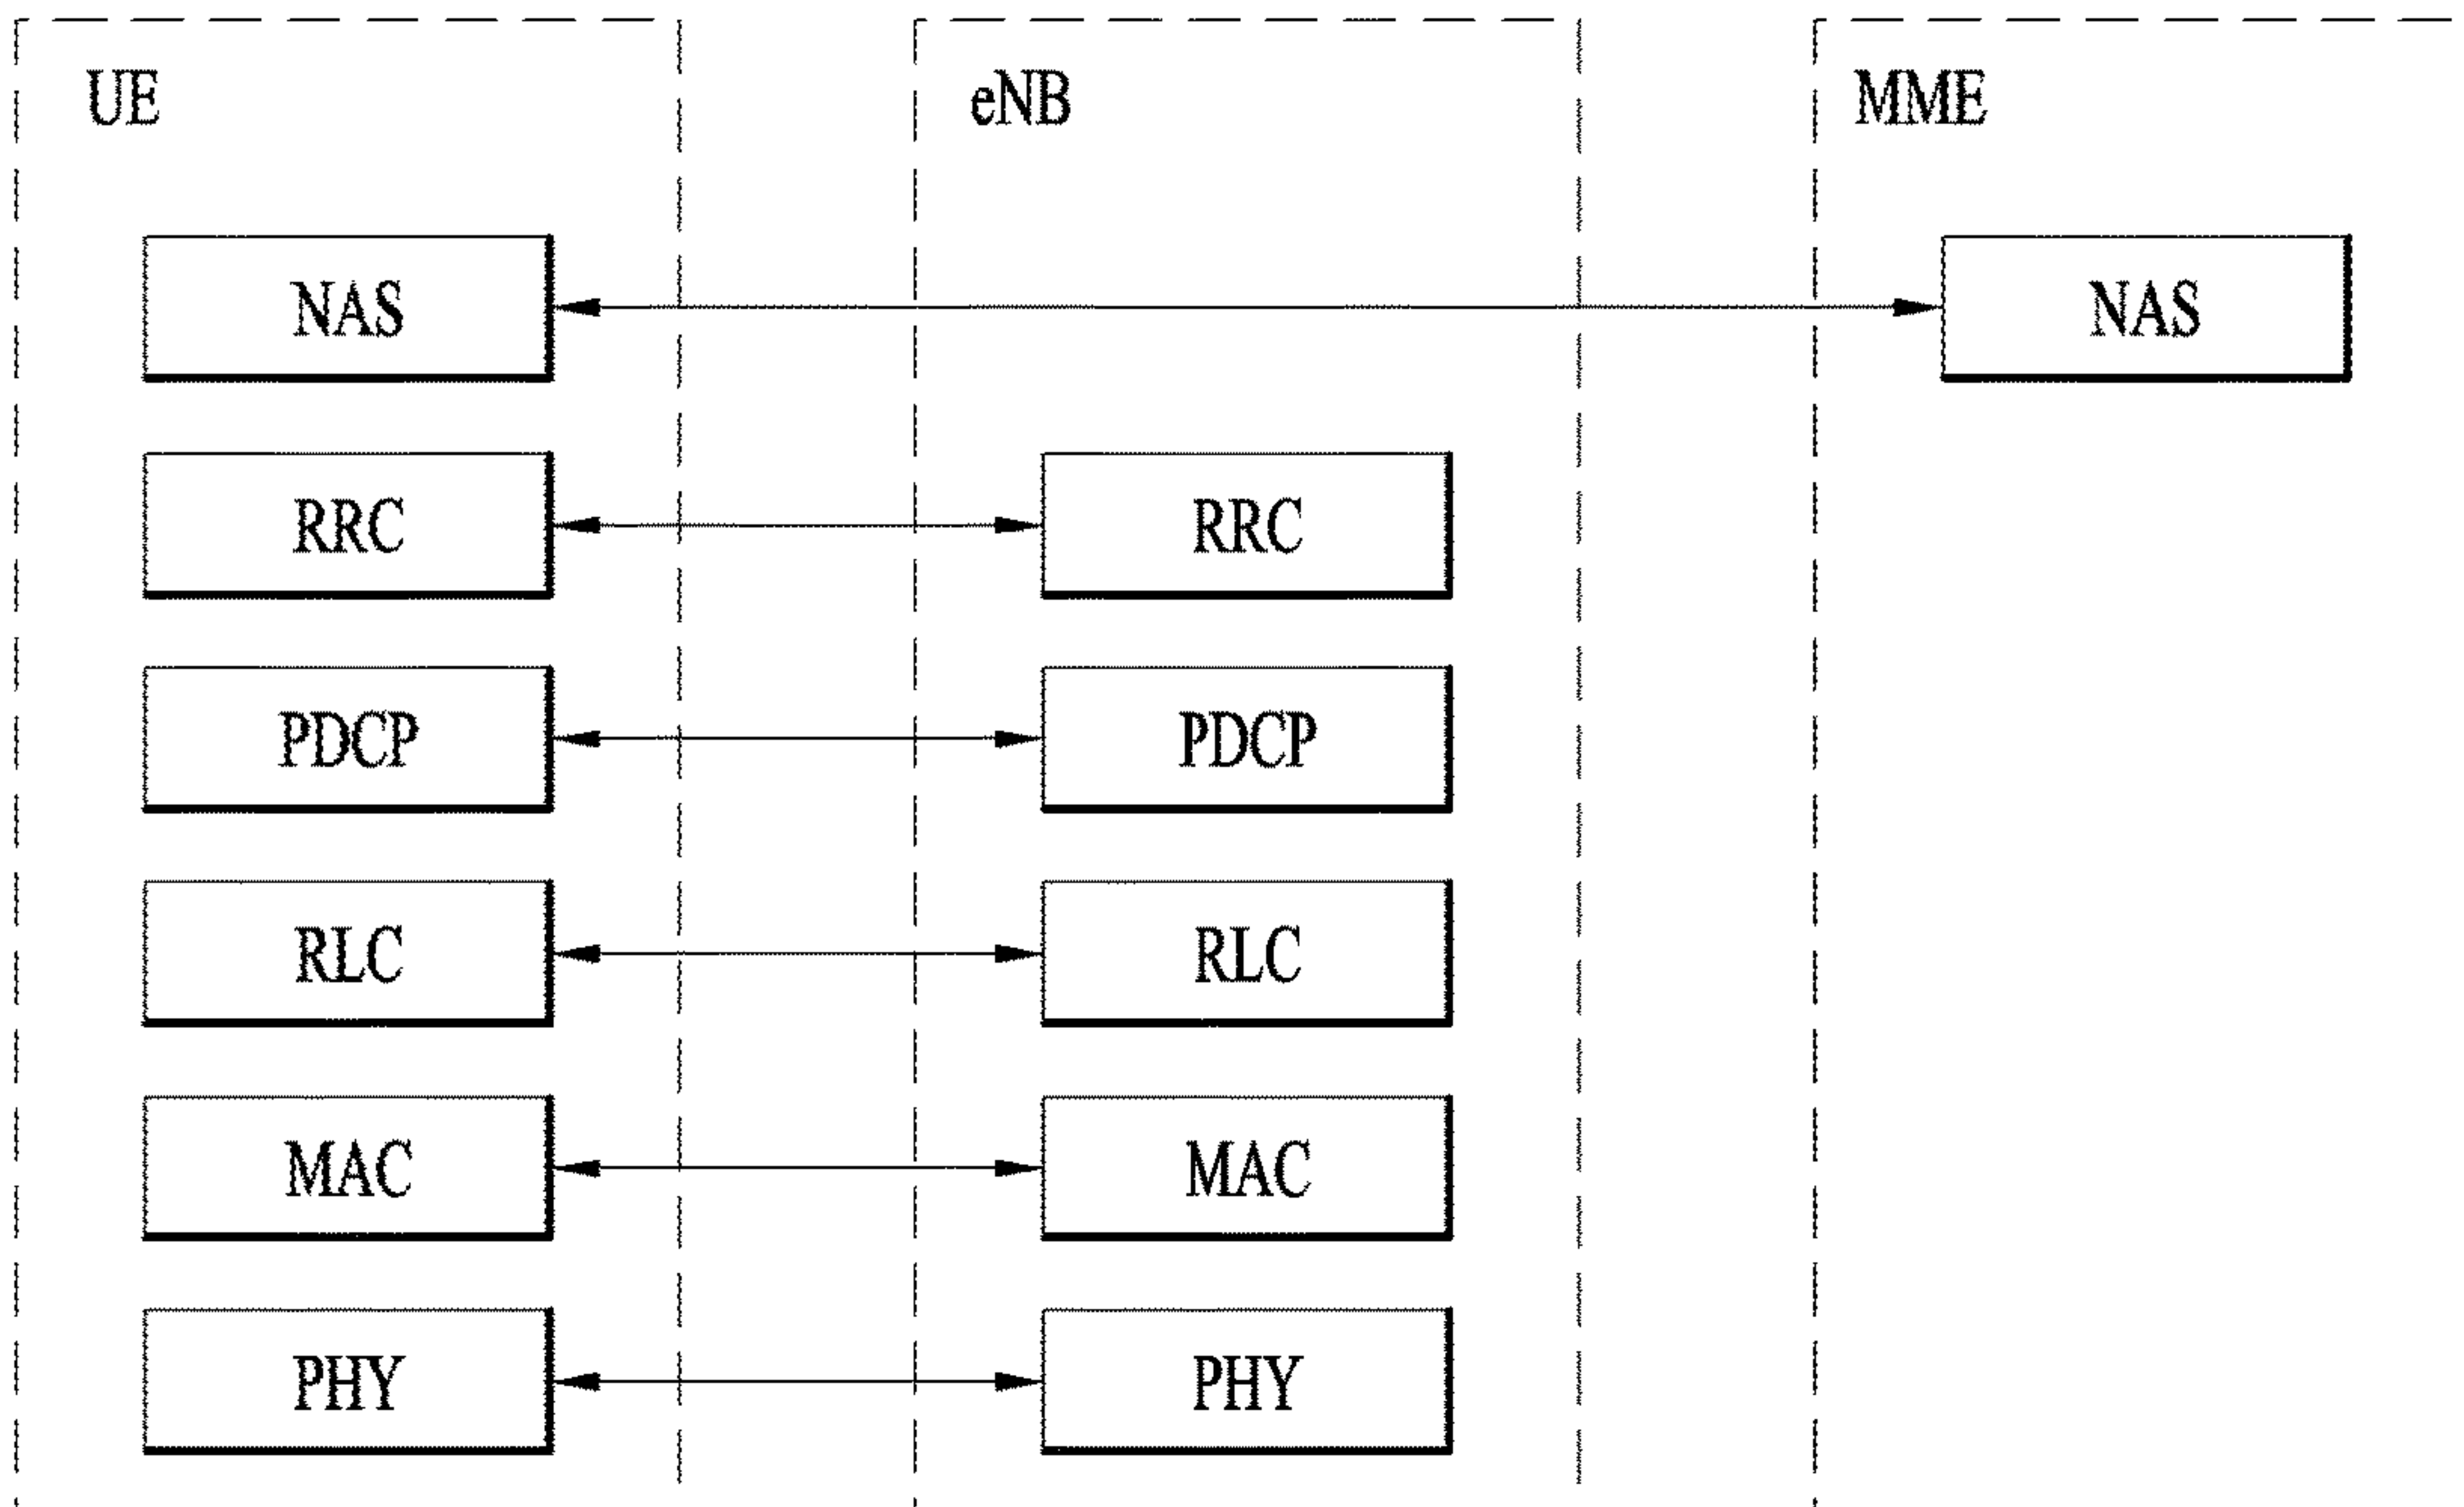 UE eNB MME
NAS NAS
RRC RRC
PDCP PDCP
RLC RLC
MAC MAC
PHY PHY